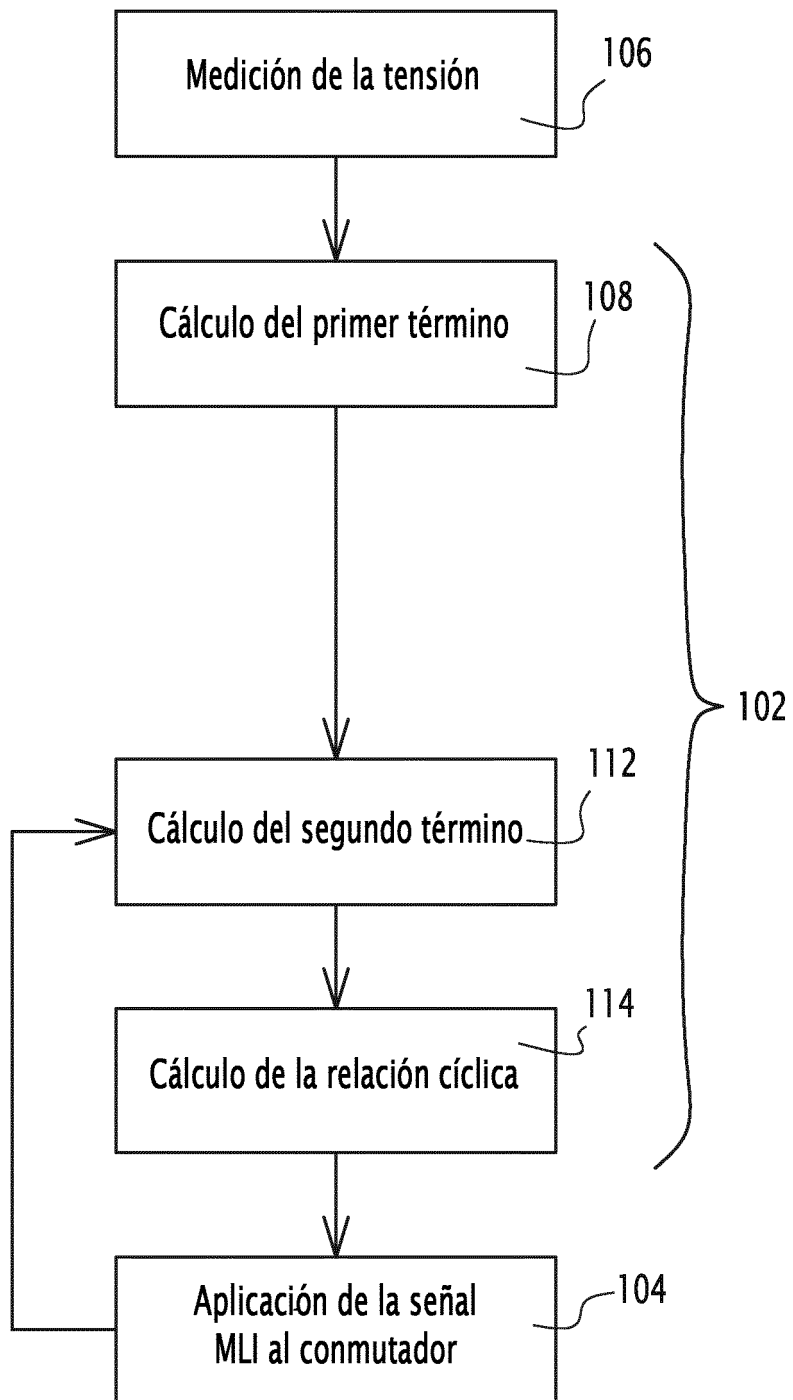 Medición de la tensión
106
Cálculo del primer término
108
102
Cálculo del segundo término
112
Cálculo de la relación cíclica
114
Aplicación de la señal
MLI al conmutador
104